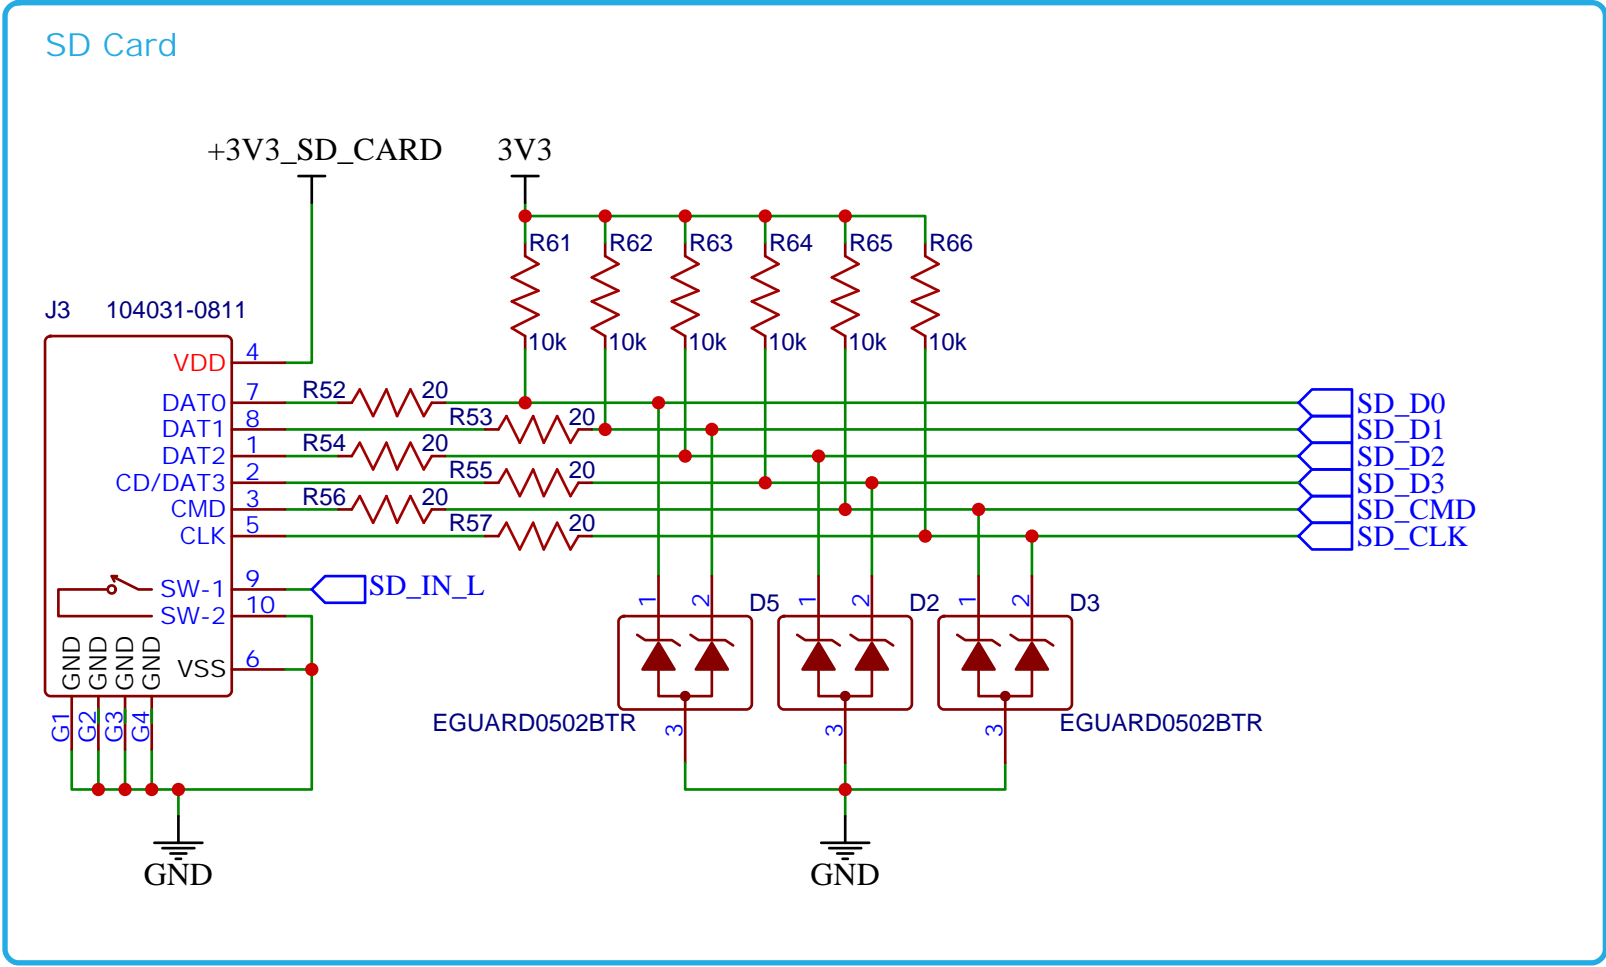 SD Card
+3V3_SD_CARD 3V3
R61 R62 R63 R64 R65 R66
10k 10k 10k 10k 10k 10k
J3 104031-0811
VDD 4
DAT0 7 R52 20 SD_D0
DAT1 8 R53 20 SD_D1
DAT2 1 R54 20 SD_D2
CD/DAT3 2 R55 20 SD_D3
CMD 3 R56 20 SD_CMD
CLK 5 R57 20 SD_CLK
SW-1 9 SD_IN_L
SW-2 10
1 2 D5 1 2 D2 1 2 D3
GND GND GND GND VSS 6
G1 G2 G3 G4
EGUARD0502BTR 3 3 3 EGUARD0502BTR
GND GND